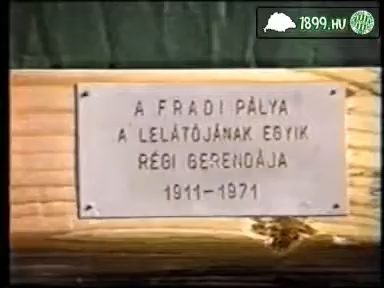 1899.HU
A FRADI PÁLYA
A LELÁTÓJÁNAK EGYIK
RÉGI GERENDÁJA
1911-1971